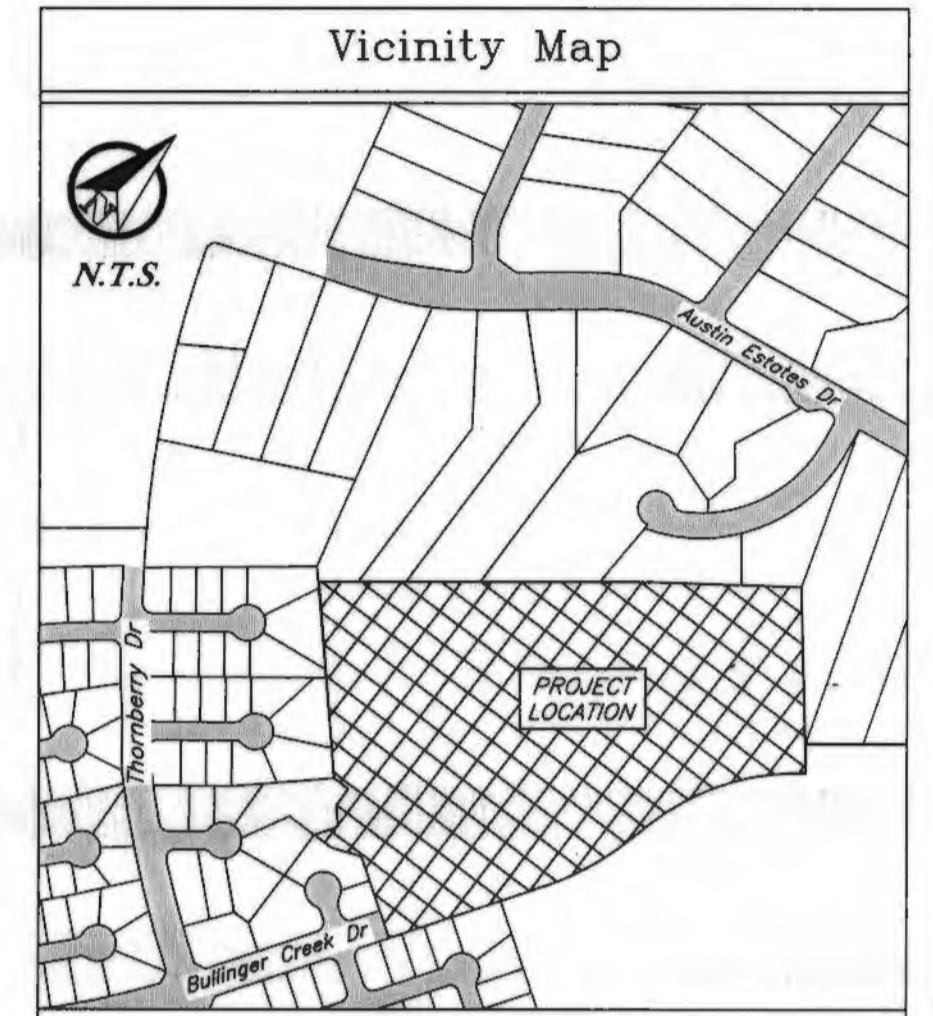 Vicinity Map
N
N.T.S.
Austin Estates Dr
Thornberry Dr
PROJECT
LOCATION
Bullinger Creek Dr